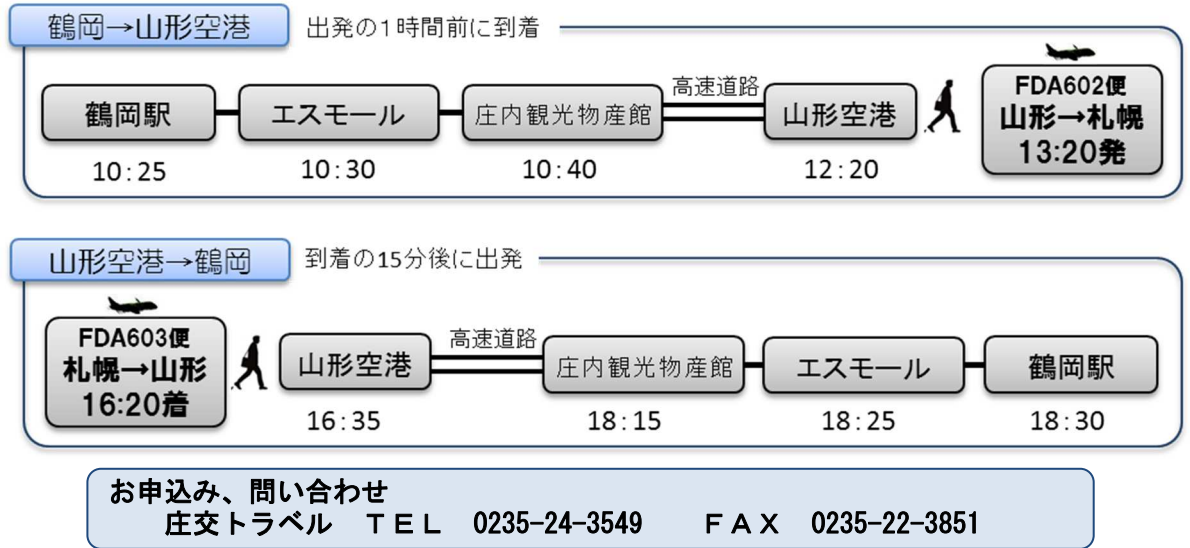 鶴岡→山形空港 出発の1時間前に到着
鶴岡駅 エスモール 庄内観光物産館 高速道路 山形空港 FDA602便
山形→札幌
13:20発
10:25 10:30 10:40 12:20
山形空港→鶴岡 到着の15分後に出発
FDA603便
札幌→山形
16:20着
山形空港 高速道路 庄内観光物産館 エスモール 鶴岡駅
16:35 18:15 18:25 18:30
お申込み、問い合わせ
庄交トラベル ＴＥＬ 0235-24-3549 ＦＡＸ 0235-22-3851